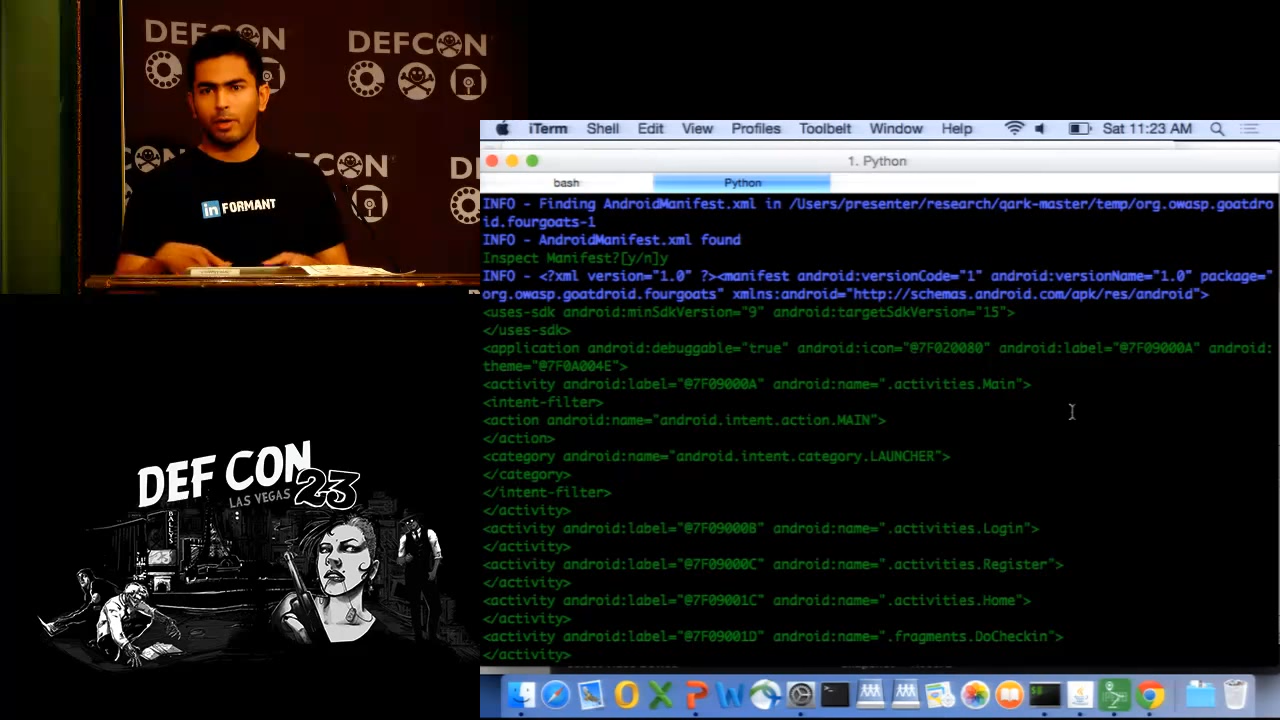 DEFCON
DEFCON
CON
DEFCON
DE
in FORMANT
DEF CON 23
LAS VEGAS
BALLYS
iTerm Shell Edit View Profiles Toolbelt Window Help Sat 11:23 AM
1. Python
bash Python
INFO - Finding AndroidManifest.xml in /Users/presenter/research/qark-master/temp/org.owasp.goatdro
id.fourgoats-1
INFO - AndroidManifest.xml found
Inspect Manifest?[y/n]y
INFO - <?xml version="1.0" ?><manifest android:versionCode="1" android:versionName="1.0" package="
org.owasp.goatdroid.fourgoats" xmlns:android="http://schemas.android.com/apk/res/android">
<uses-sdk android:minSdkVersion="9" android:targetSdkVersion="15">
</uses-sdk>
<application android:debuggable="true" android:icon="@7F020080" android:label="@7F09000A" android:
theme="@7F0A004E">
<activity android:label="@7F09000A" android:name=".activities.Main">
<intent-filter>
<action android:name="android.intent.action.MAIN">
</action>
<category android:name="android.intent.category.LAUNCHER">
</category>
</intent-filter>
</activity>
<activity android:label="@7F09000B" android:name=".activities.Login">
</activity>
<activity android:label="@7F09000C" android:name=".activities.Register">
</activity>
<activity android:label="@7F09001C" android:name=".activities.Home">
</activity>
<activity android:label="@7F09001D" android:name=".fragments.DoCheckin">
</activity>